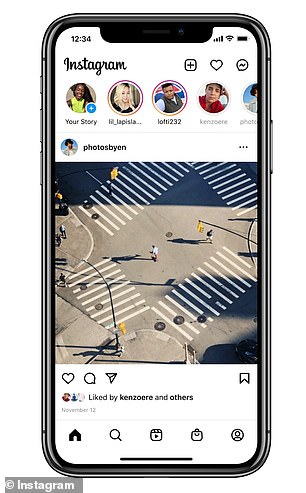 12:34
Instagram
Your Story
lil_lapisla...
lofti232
kenzoere
photo
photosbyen
Liked by kenzoere and others
November 12
© Instagram